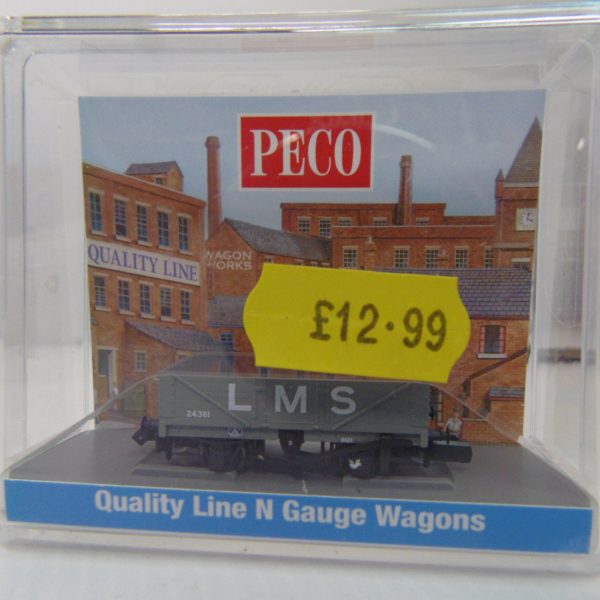 PECO
QUALITY LINE
WAGON
WORKS
£12.99
LMS
24361
Quality Line N Gauge Wagons